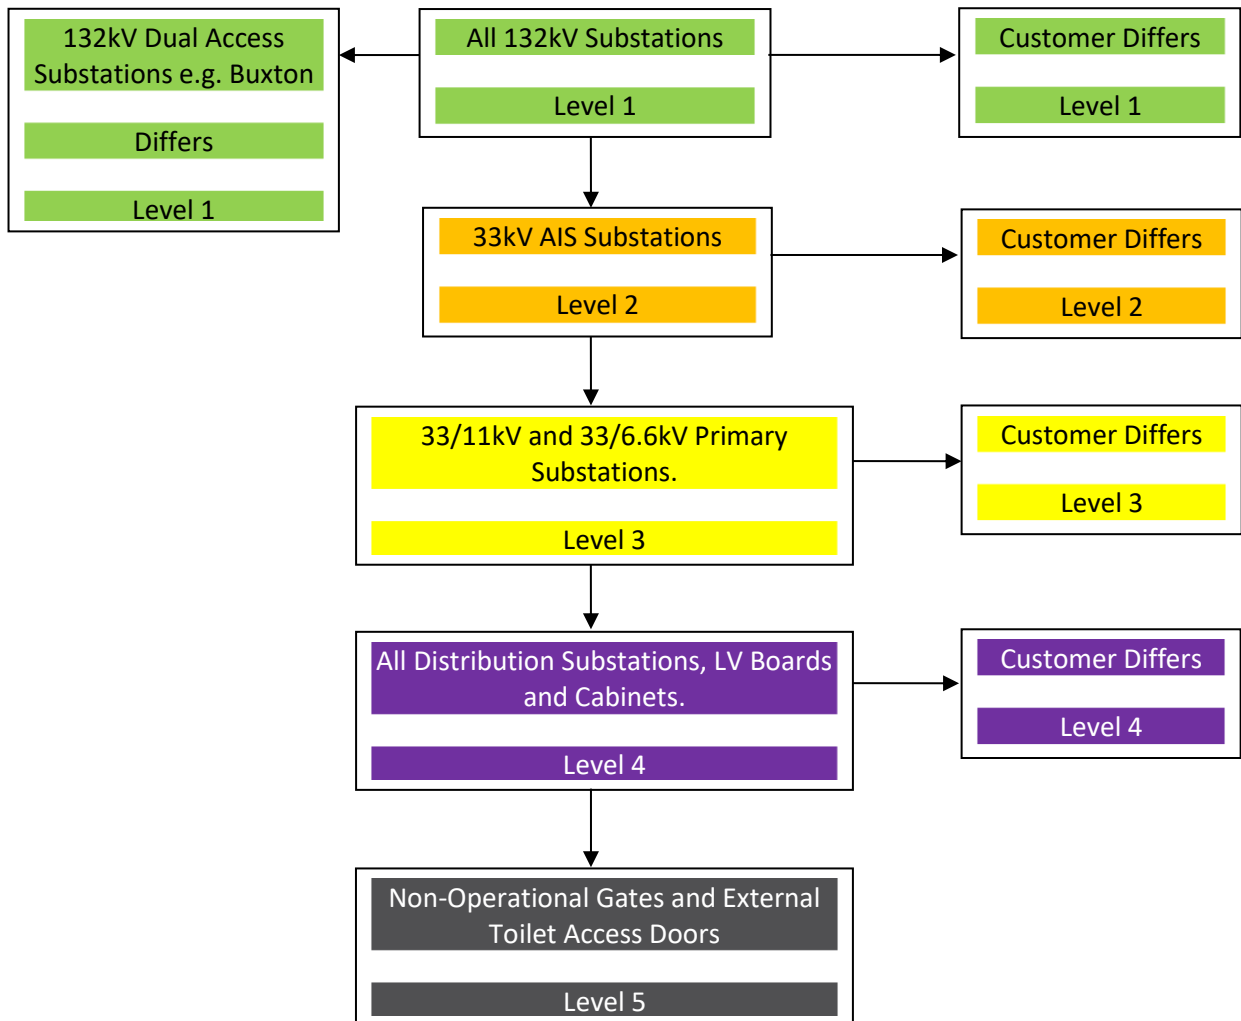 132kV Dual Access
Substations e.g. Buxton
Differs
Level 1
All 132kV Substations
Level 1
Customer Differs
Level 1
33kV AIS Substations
Level 2
Customer Differs
Level 2
33/11kV and 33/6.6kV Primary
Substations.
Level 3
Customer Differs
Level 3
All Distribution Substations, LV Boards
and Cabinets.
Level 4
Customer Differs
Level 4
Non-Operational Gates and External
Toilet Access Doors
Level 5